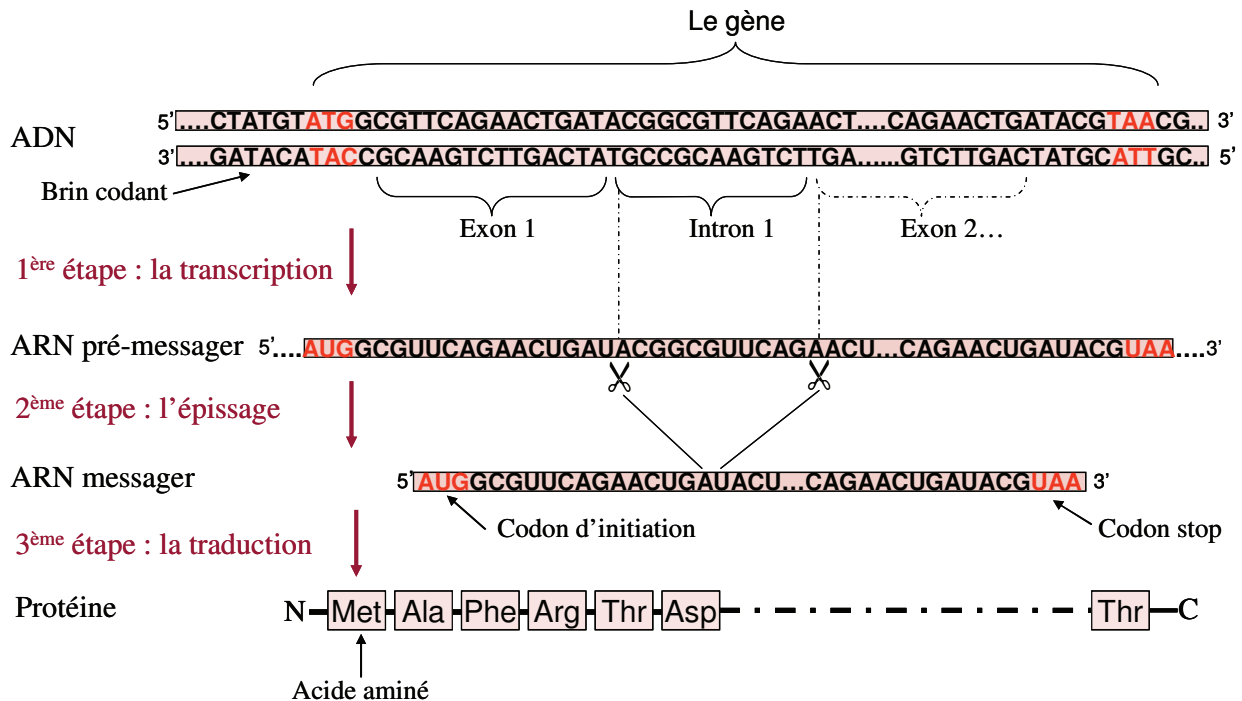 Le gène
ADN
5’ ....CTATGTATGGCGTTCAGAACTGATACGGCGTTCAGAACT....CAGAACTGATACGTAACG.. 3’
3’ ....GATACATACCGCAAGTCTTGACTATGCCGCAAGTCTTGA......GTCTTGACTATGCATTGC.. 5’
Brin codant
Exon 1
Intron 1
Exon 2…
1ère étape : la transcription
ARN pré-messager 5’....AUGGCGUUCAGAACUGAUACGGCGUUCAGAACU...CAGAACUGAUACGUAA....3’
2ème étape : l’épissage
ARN messager
5’ AUGGCGUUCAGAACUGAUACU...CAGAACUGAUACGUAA 3’
Codon d’initiation
Codon stop
3ème étape : la traduction
Protéine
N Met Ala Phe Arg Thr Asp Thr C
Acide aminé